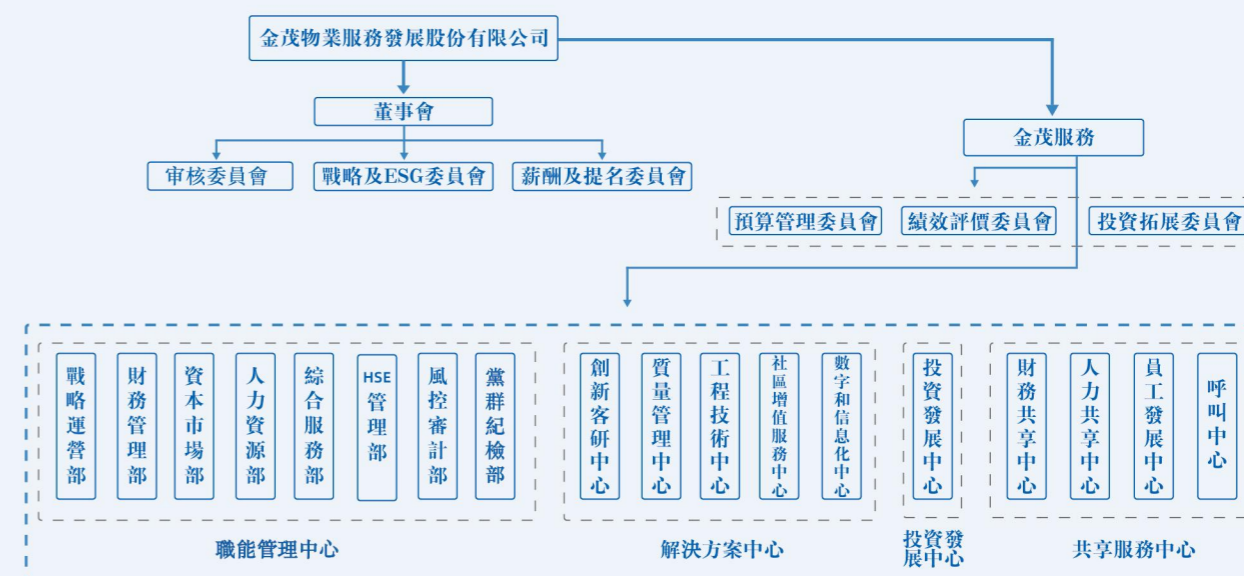 金茂物業服務發展股份有限公司
董事會
金茂服務
审核委員會
戰略及ESG委員會
薪酬及提名委員會
預算管理委員會
績效評價委員會
投資拓展委員會
戰略運營部
財務管理部
資本市場部
人力資源部
綜合服務部
HSE管理部
風控審計部
黨群紀檢部
創新客研中心
質量管理中心
工程技術中心
社區增值服務中心
數字和信息化中心
投資發展中心
財務共享中心
人力共享中心
員工發展中心
呼叫中心
職能管理中心
解決方案中心
投資發
展中心
共享服務中心